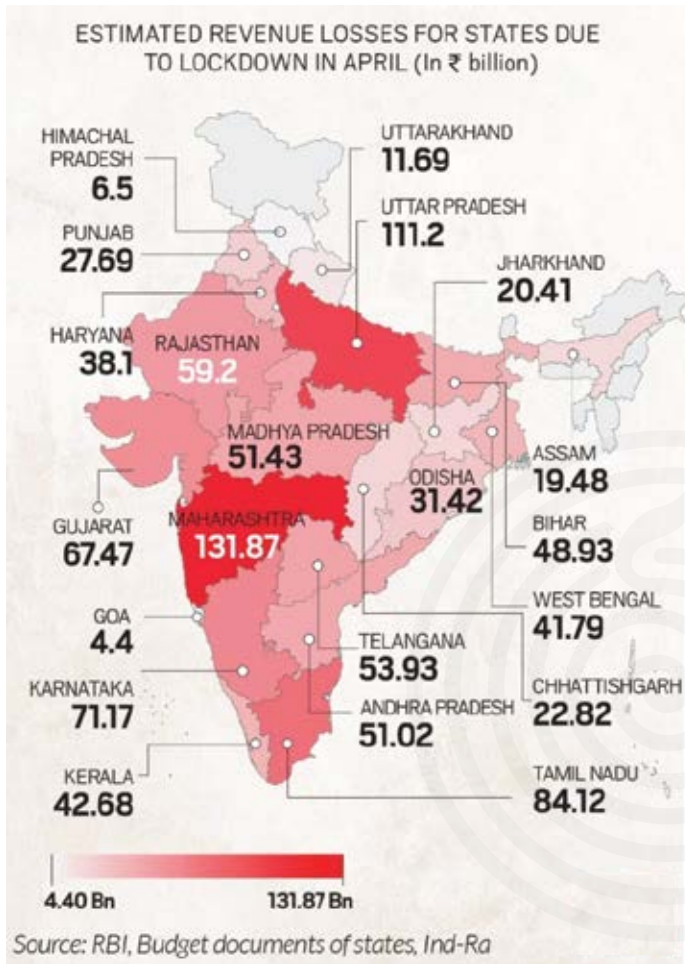 ESTIMATED REVENUE LOSSES FOR STATES DUE
TO LOCKDOWN IN APRIL (In ₹ billion)
HIMACHAL
PRADESH
6.5
UTTARAKHAND
11.69
PUNJAB
27.69
UTTAR PRADESH
111.2
HARYANA
38.1
RAJASTHAN
59.2
JHARKHAND
20.41
MADHYA PRADESH
51.43
ODISHA
31.42
ASSAM
19.48
GUJARAT
67.47
MAHARASHTRA
131.87
BIHAR
48.93
GOA
4.4
TELANGANA
53.93
WEST BENGAL
41.79
KARNATAKA
71.17
ANDHRA PRADESH
51.02
CHHATTISHGARH
22.82
KERALA
42.68
TAMIL NADU
84.12
4.40 Bn
131.87 Bn
Source: RBI, Budget documents of states, Ind-Ra